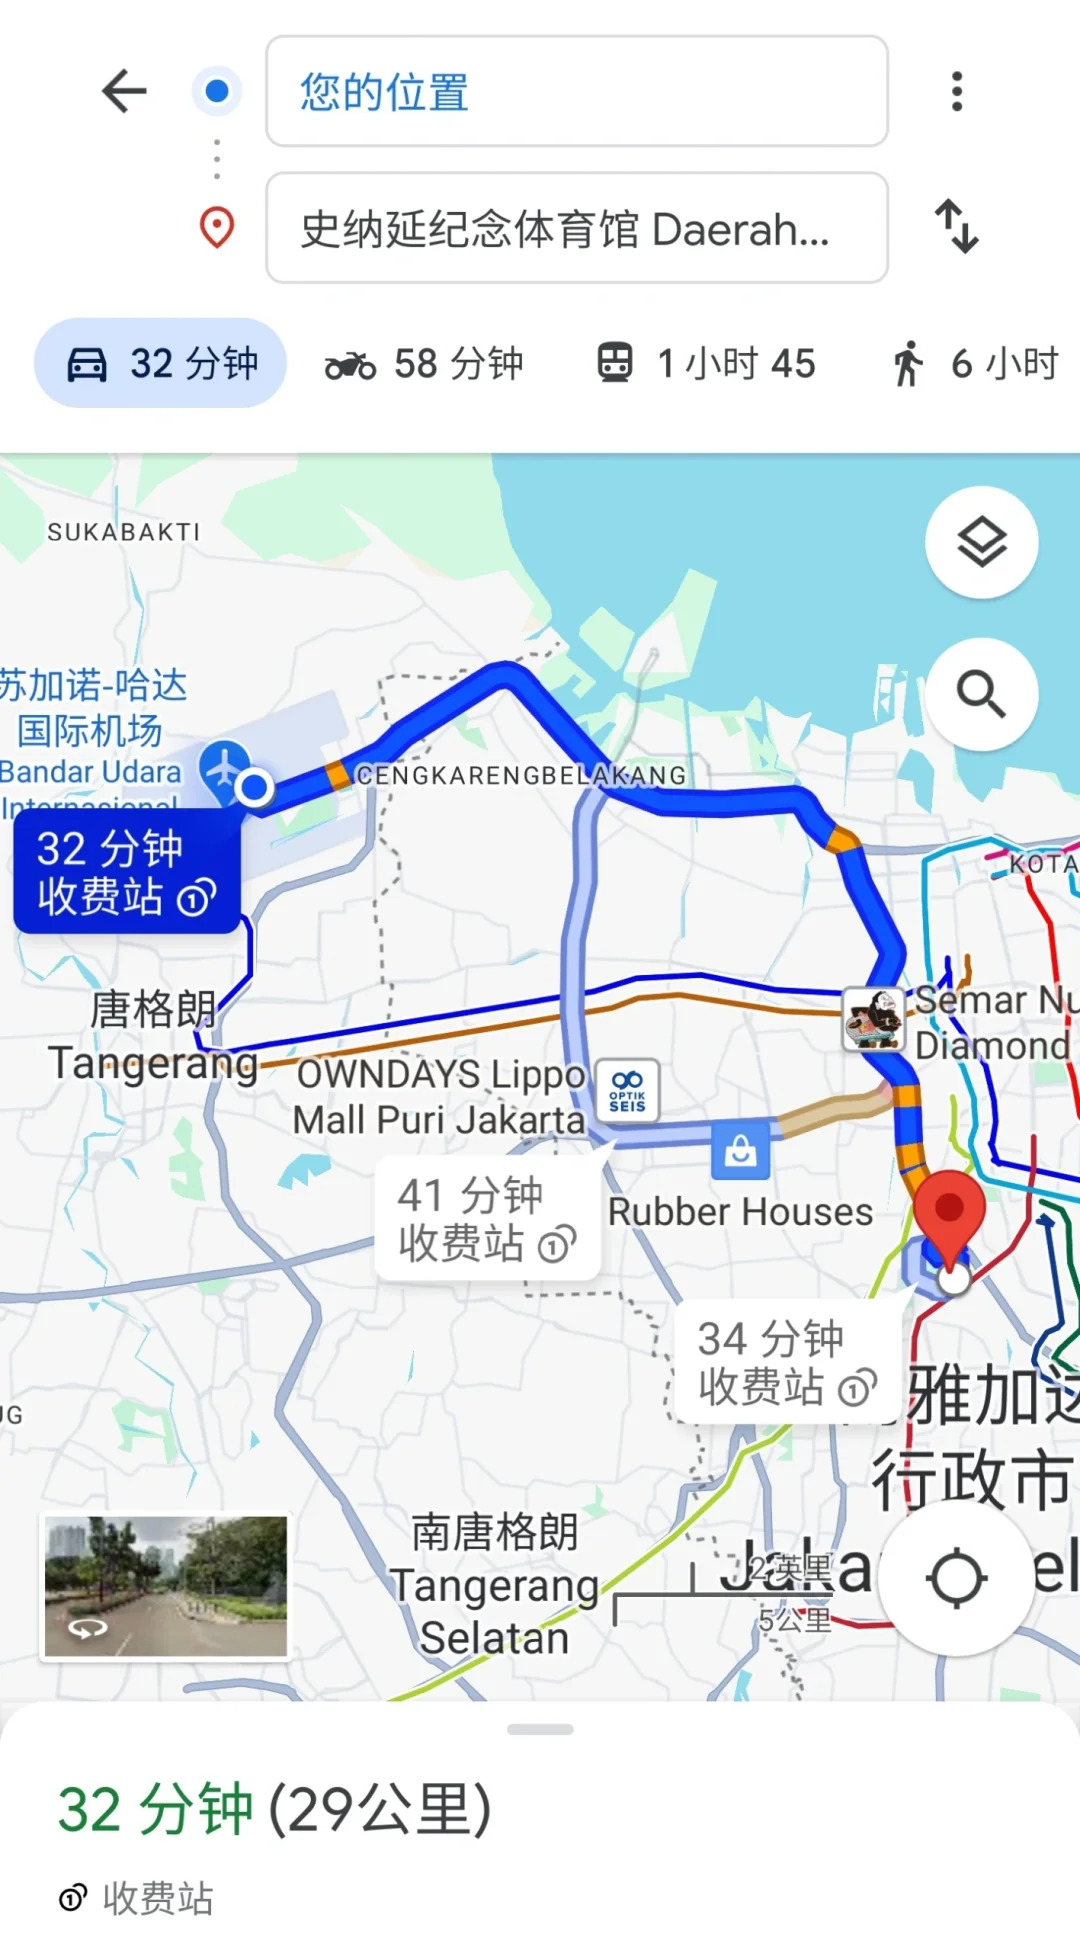 您的位置
史纳延纪念体育馆 Daerah...
32 分钟
58 分钟
1 小时 45
6 小时
SUKABAKTI
苏加诺-哈达
国际机场
Bandar Udara
Internasional
CENGKARENGBELAKANG
32 分钟
收费站
KOTA
唐格朗
Tangerang
Semar Nu
Diamond
OWNDAYS Lippo
Mall Puri Jakarta
OPTIK
SEIS
41 分钟
收费站
Rubber Houses
34 分钟
收费站
雅加达
行政市
JG
南唐格朗
Tangerang
Selatan
Jaka
el
2 英里
5公里
32 分钟 (29公里)
收费站